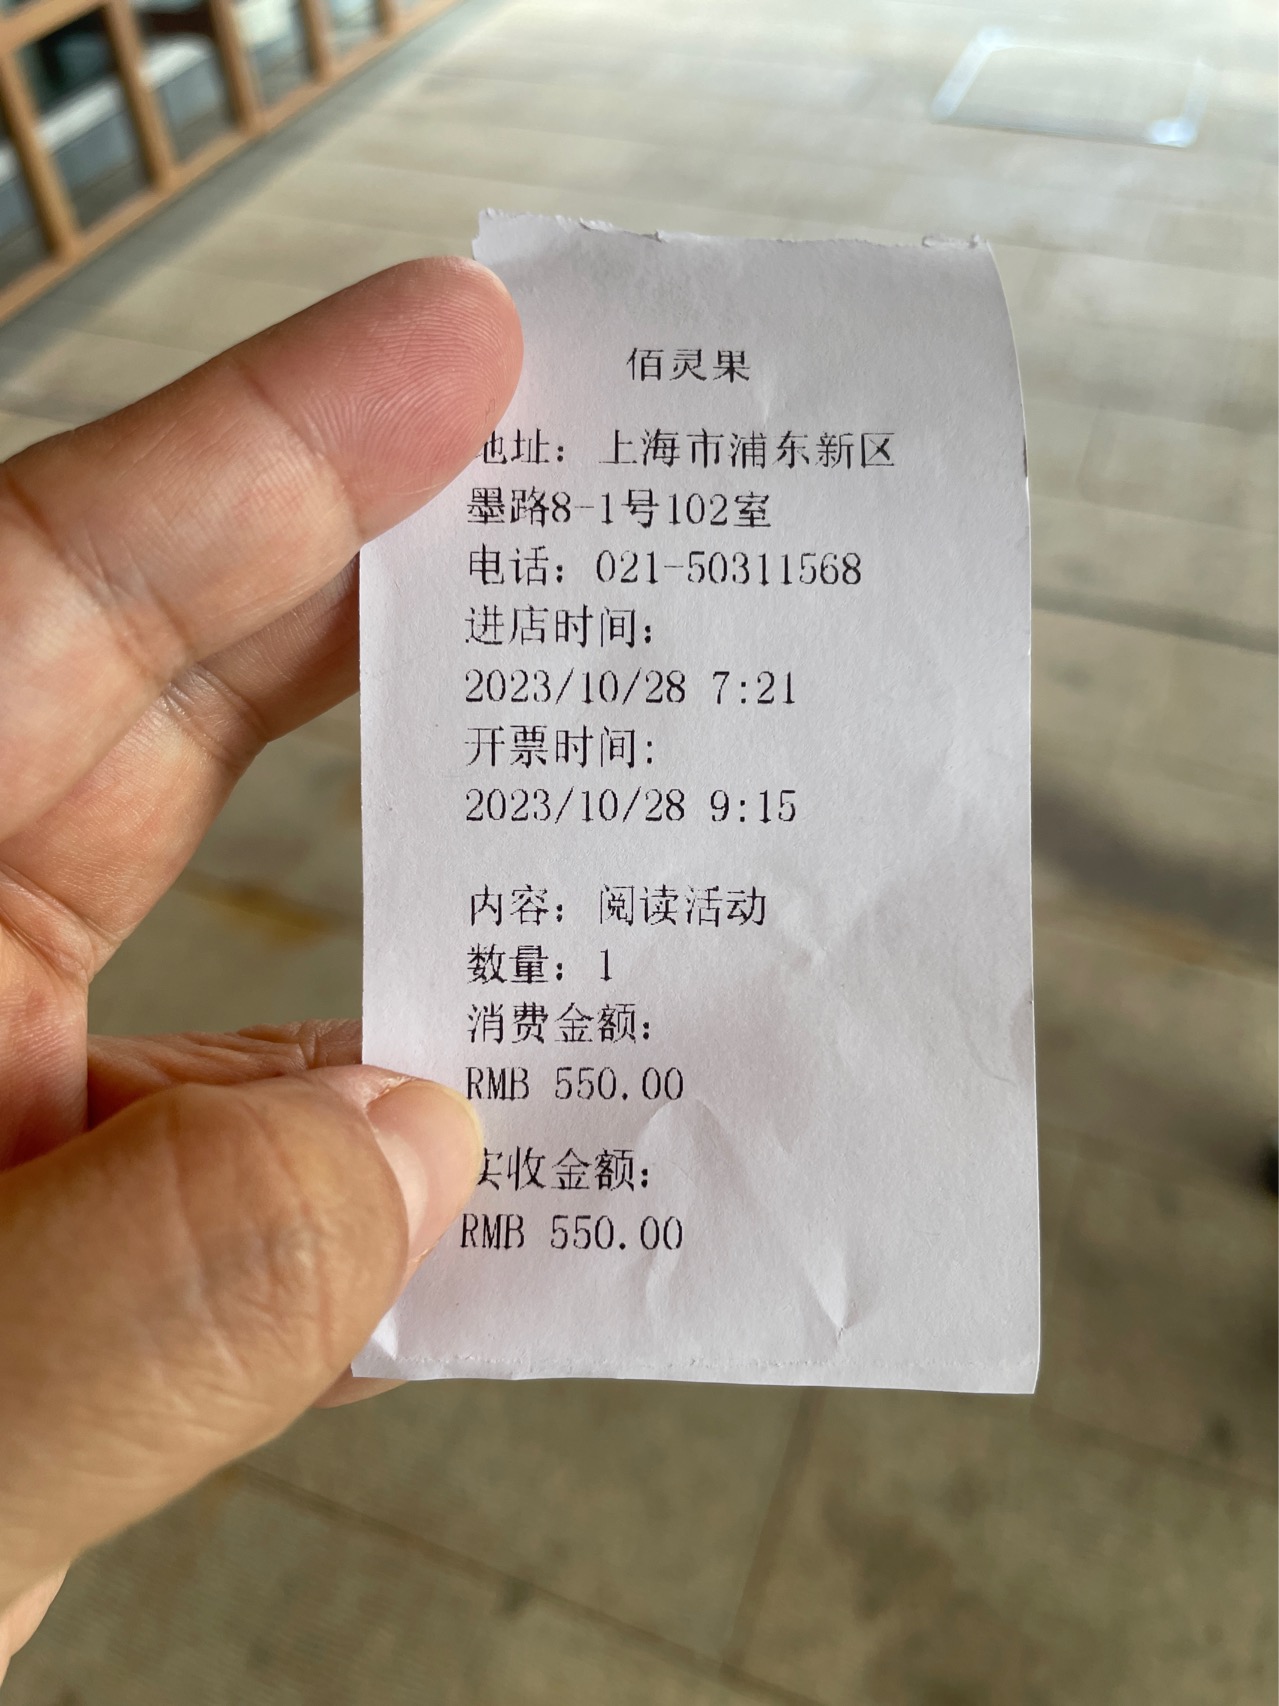 佰灵果
地址：上海市浦东新区
墨路8-1号102室
电话：021-50311568
进店时间：
2023/10/28 7:21
开票时间：
2023/10/28 9:15
内容：阅读活动
数量：1
消费金额：
RMB 550.00
实收金额：
RMB 550.00